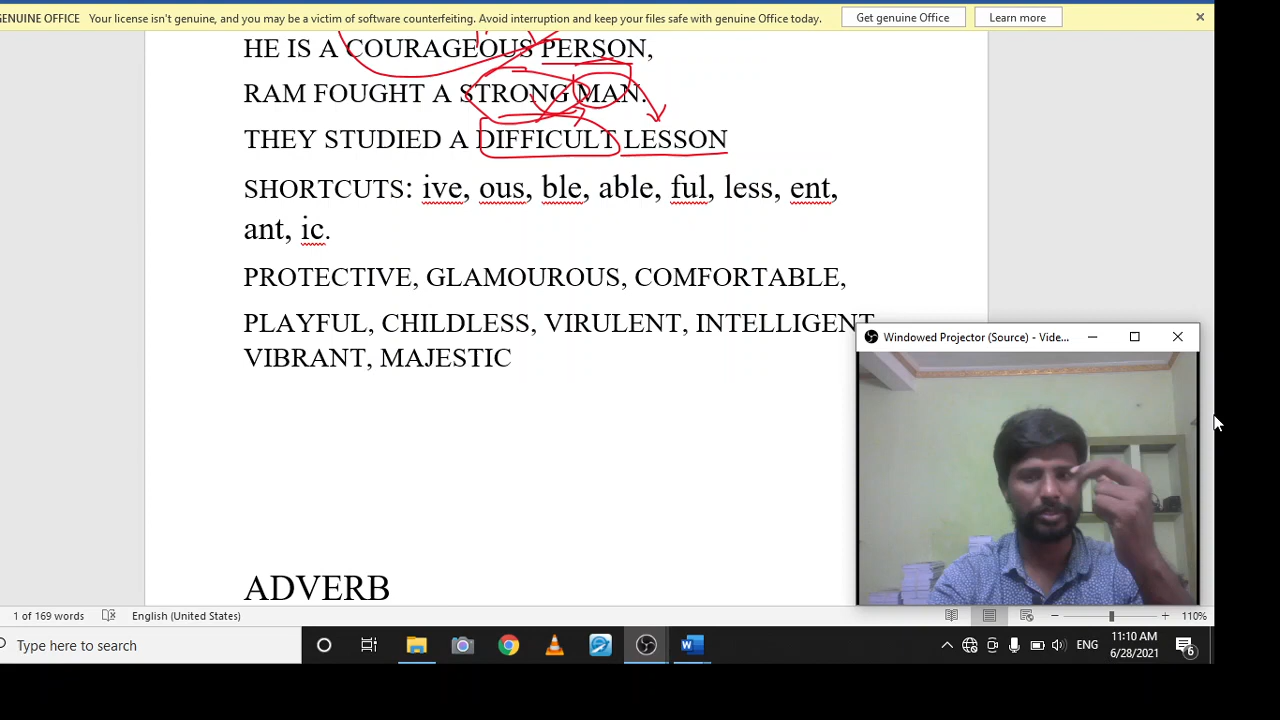 GENUINE OFFICE Your license isn't genuine, and you may be a victim of software counterfeiting. Avoid interruption and keep your files safe with genuine Office today. Get genuine Office Learn more
HE IS A COURAGEOUS PERSON,
RAM FOUGHT A STRONG MAN.
THEY STUDIED A DIFFICULT LESSON
SHORTCUTS: ive, ous, ble, able, ful, less, ent,
ant, ic.
PROTECTIVE, GLAMOUROUS, COMFORTABLE,
PLAYFUL, CHILDLESS, VIRULENT, INTELLIGENT
VIBRANT, MAJESTIC
Windowed Projector (Source) - Vide...
ADVERB
1 of 169 words English (United States) 110%
Type here to search ENG 11:10 AM
6/28/2021 6